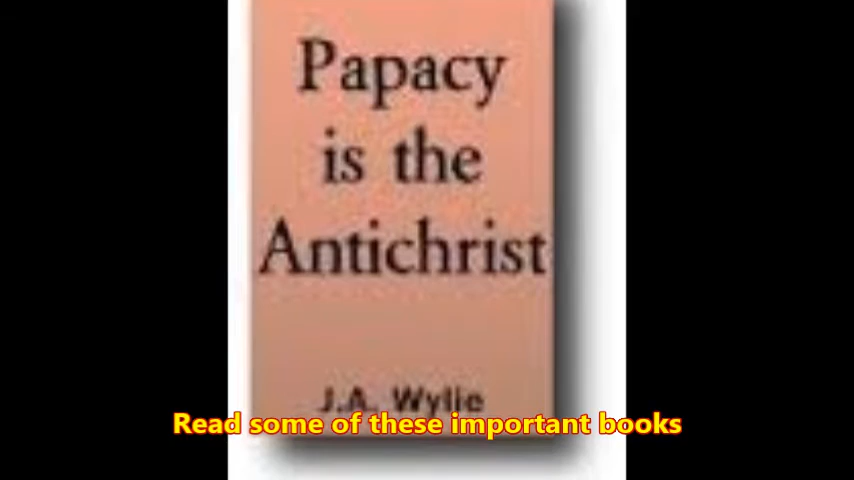 Papacy
is the
Antichrist
J.A. Wylie
Read some of these important books